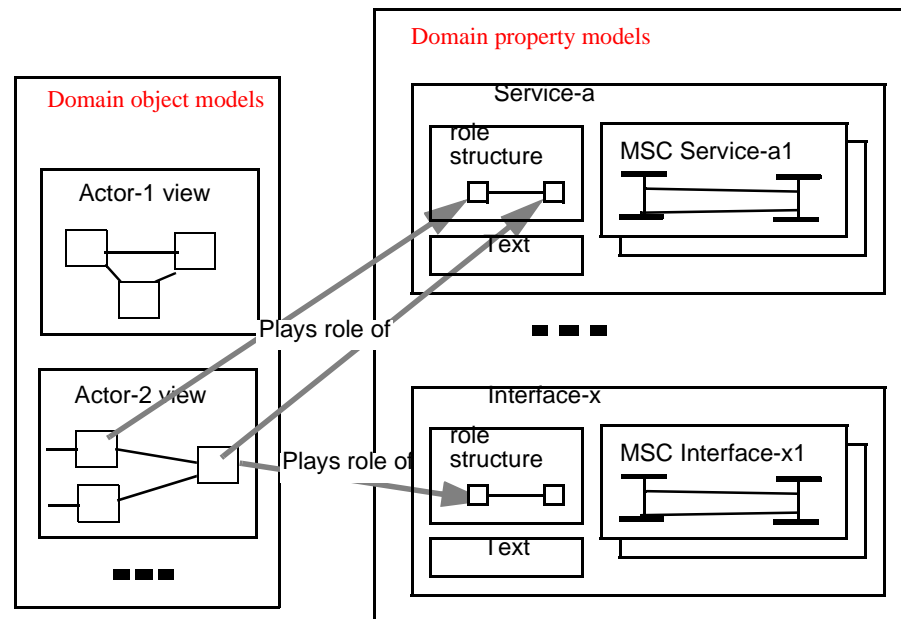 Domain object models
Actor-1 view
Actor-2 view
Plays role of
Plays role of
Domain property models
Service-a
role
structure
Text
MSC Service-a1
Interface-x
role
structure
Text
MSC Interface-x1